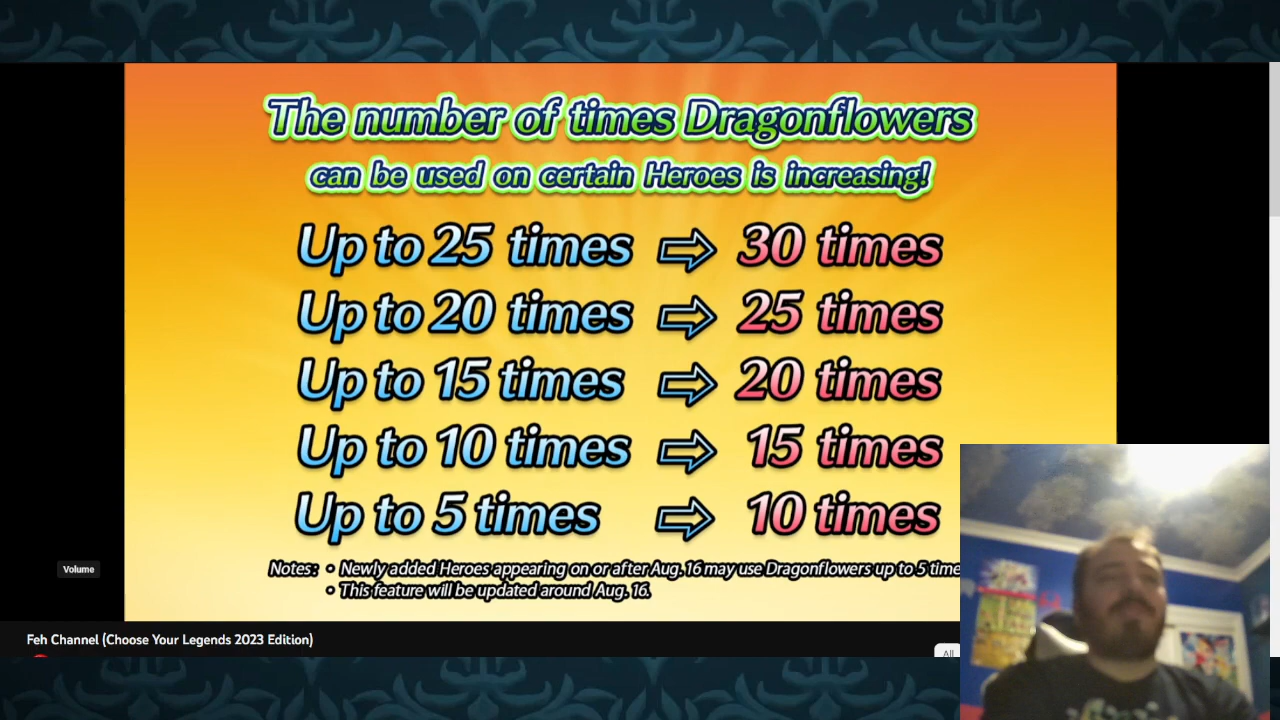 The number of times Dragonflowers
can be used on certain Heroes is increasing!
Up to 25 times ⇨ 30 times
Up to 20 times ⇨ 25 times
Up to 15 times ⇨ 20 times
Up to 10 times ⇨ 15 times
Up to 5 times ⇨ 10 times
Notes: • Newly added Heroes appearing on or after Aug. 16 may use Dragonflowers up to 5 time
• This feature will be updated around Aug. 16.
Volume
Feh Channel (Choose Your Legends 2023 Edition)
All